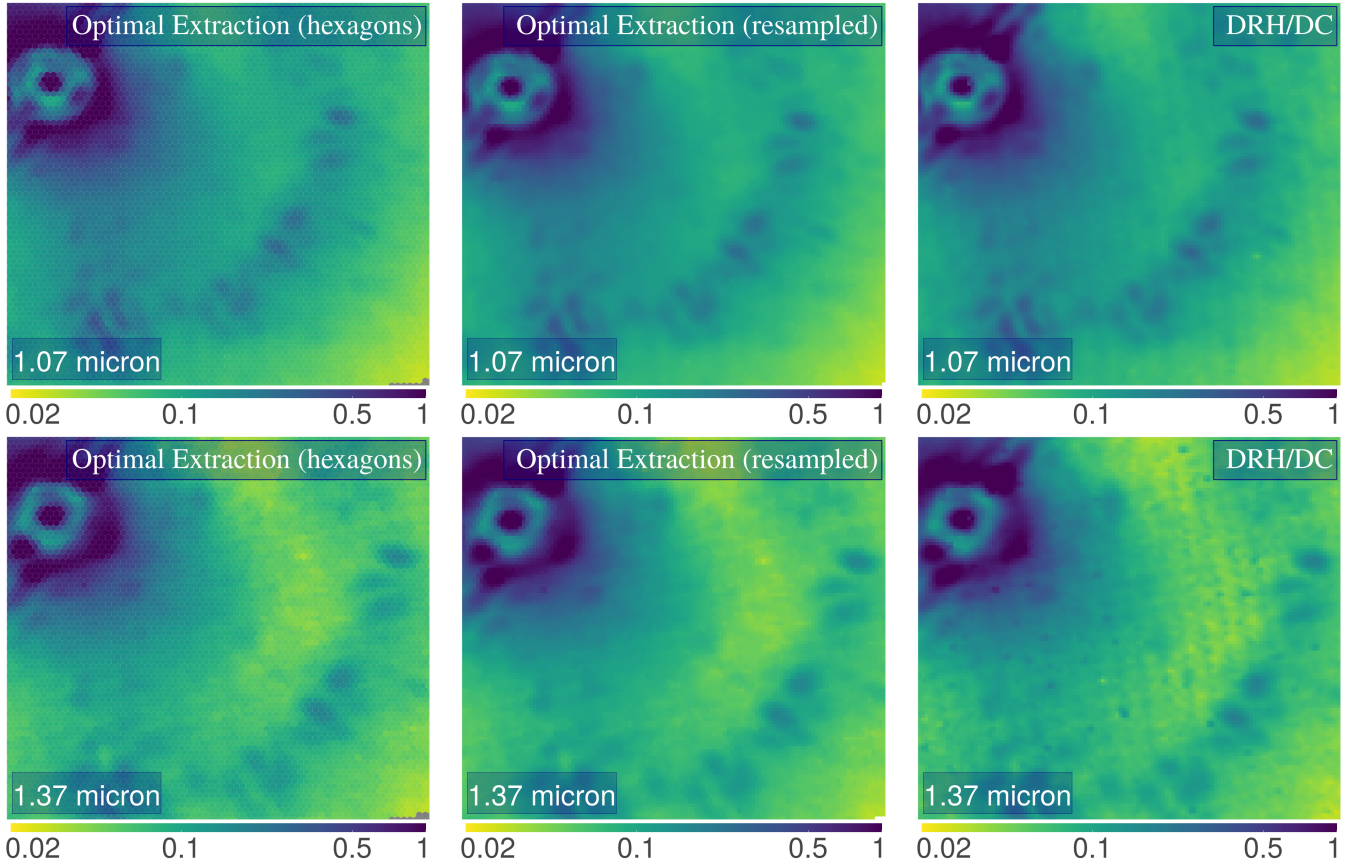 Optimal Extraction (hexagons)
Optimal Extraction (resampled)
DRH/DC
1.07 micron
1.07 micron
1.07 micron
0.02 0.1 0.5 1
0.02 0.1 0.5 1
0.02 0.1 0.5 1
Optimal Extraction (hexagons)
Optimal Extraction (resampled)
DRH/DC
1.37 micron
1.37 micron
1.37 micron
0.02 0.1 0.5 1
0.02 0.1 0.5 1
0.02 0.1 0.5 1